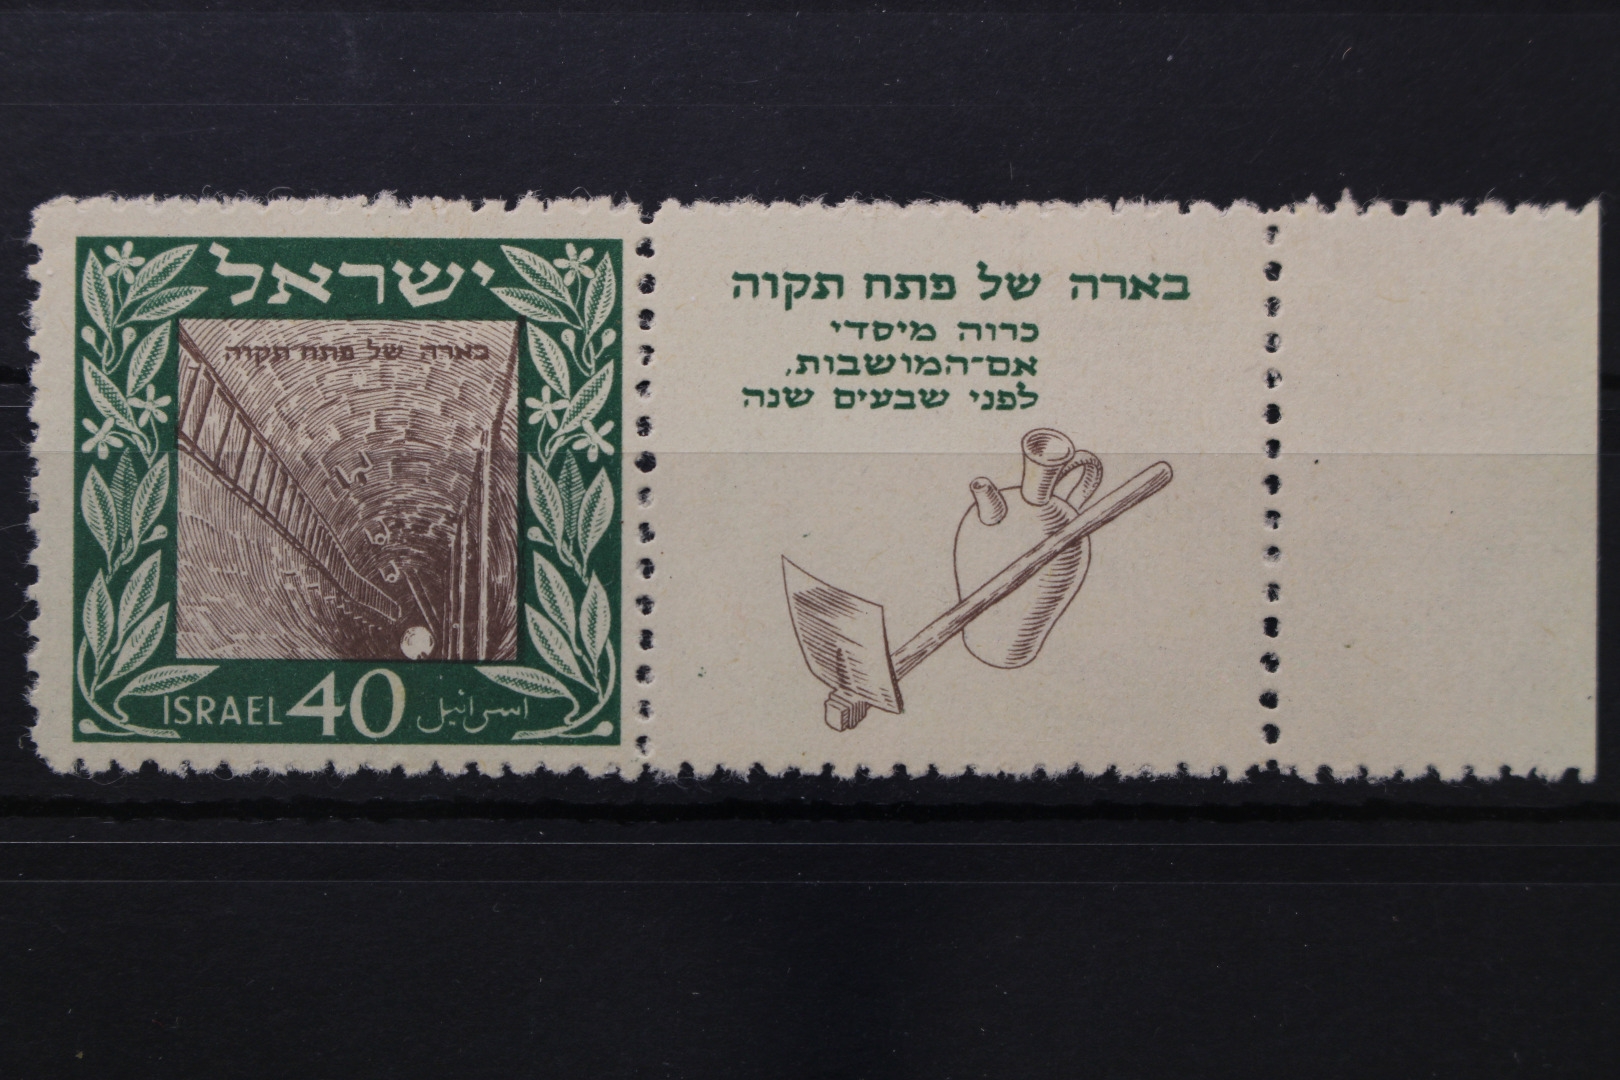 ישראל
בארה של פתח־תקוה
ISRAEL 40 اسرائيل
בארה של פתח תקוה
כרוה מיסדי
אם־המושבות,
לפני שבעים שנה